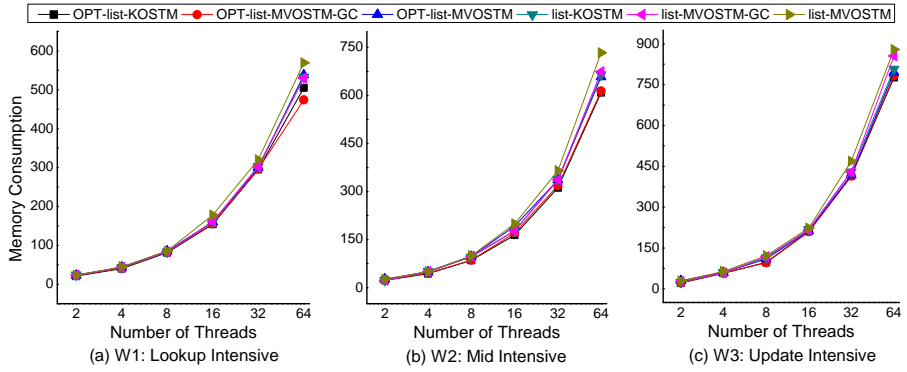 OPT-list-KOSTM OPT-list-MVOSTM-GC OPT-list-MVOSTM list-KOSTM list-MVOSTM-GC list-MVOSTM
Memory Consumption
600
500
400
300
200
100
0
2 4 8 16 32 64
Number of Threads
(a) W1: Lookup Intensive
750
600
450
300
150
0
2 4 8 16 32 64
Number of Threads
(b) W2: Mid Intensive
900
750
600
450
300
150
0
2 4 8 16 32 64
Number of Threads
(c) W3: Update Intensive